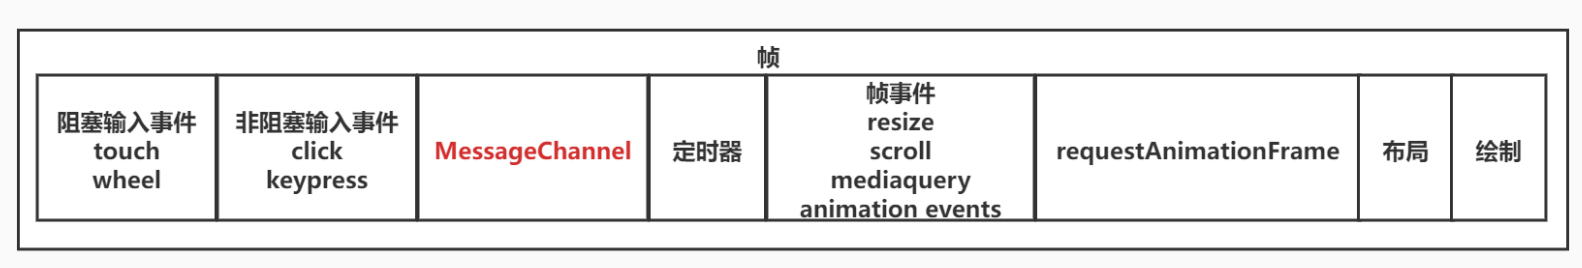 帧
阻塞输入事件
touch
wheel
非阻塞输入事件
click
keypress
MessageChannel
定时器
帧事件
resize
scroll
mediaquery
animation events
requestAnimationFrame
布局
绘制